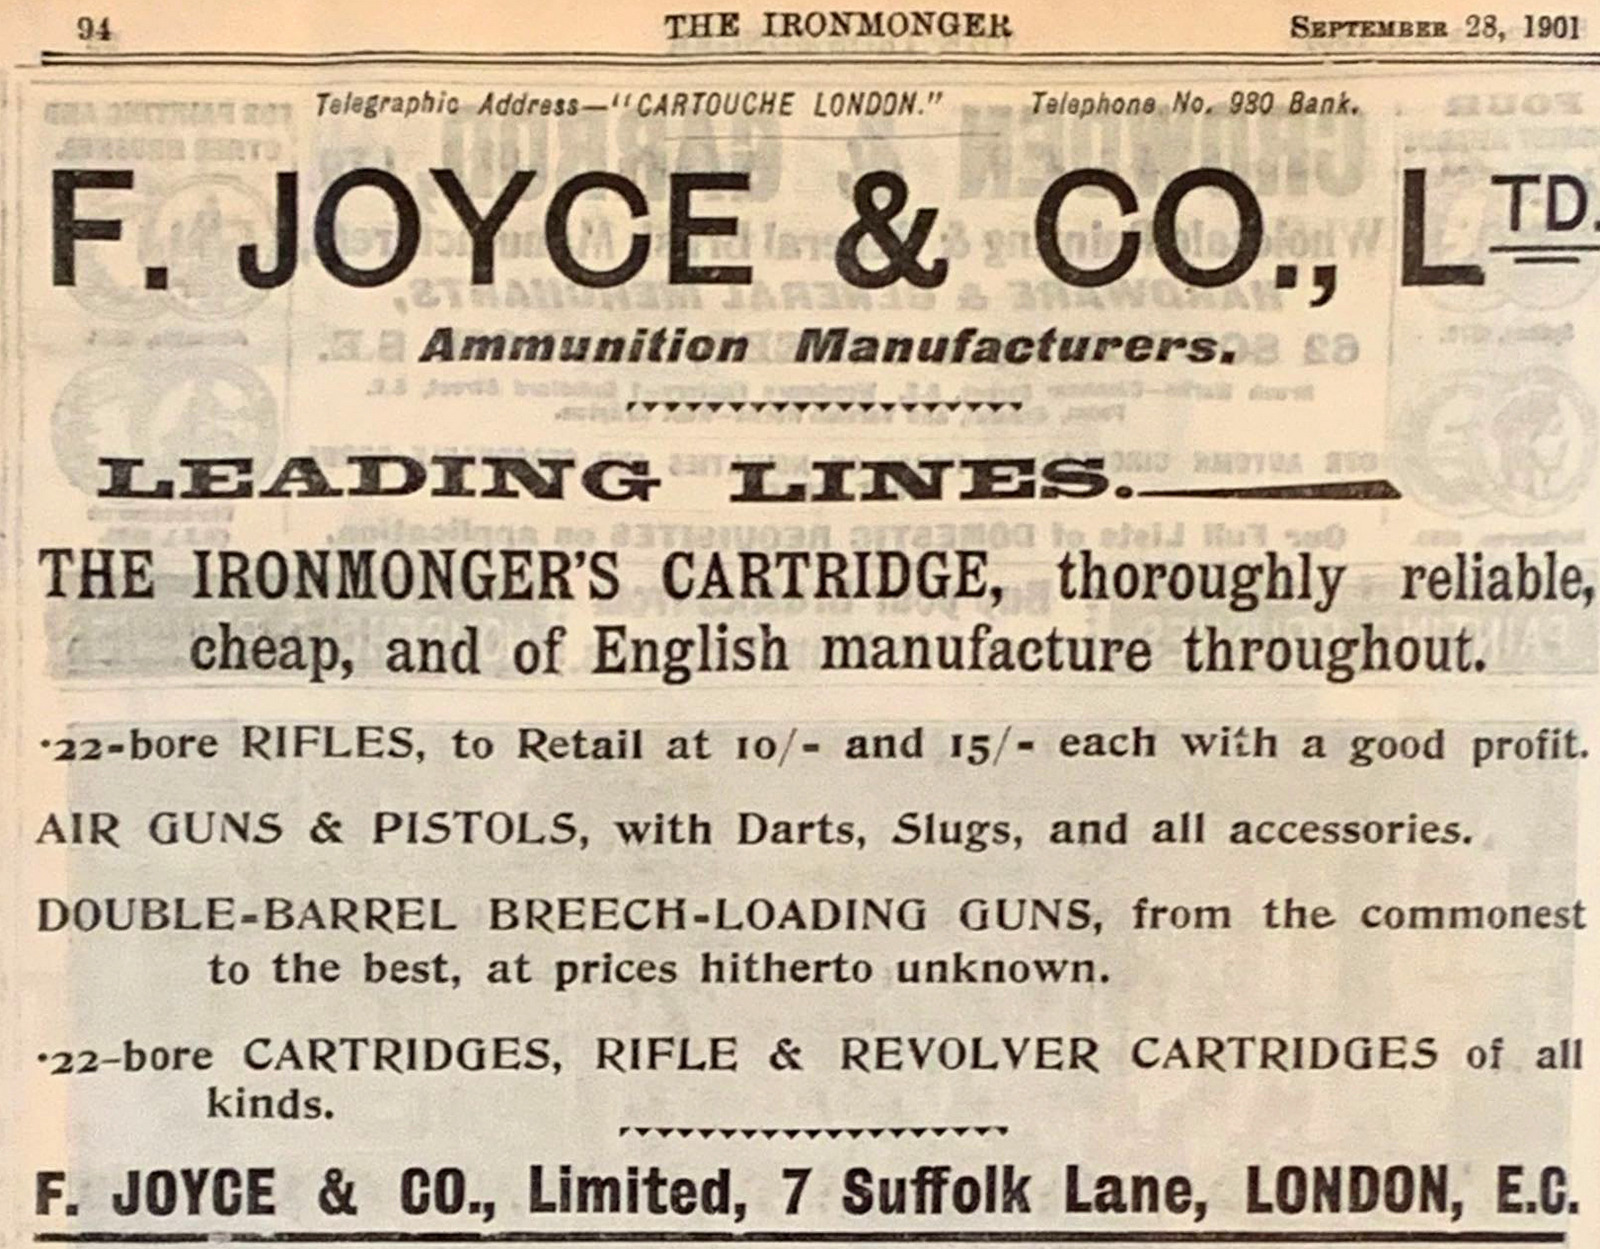 94 THE IRONMONGER SEPTEMBER 28, 1901
Telegraphic Address—"CARTOUCHE LONDON." Telephone No. 930 Bank.
F. JOYCE & CO., LTD.
Ammunition Manufacturers.
LEADING LINES.
THE IRONMONGER'S CARTRIDGE, thoroughly reliable,
cheap, and of English manufacture throughout.
·22-bore RIFLES, to Retail at 10/- and 15/- each with a good profit.
AIR GUNS & PISTOLS, with Darts, Slugs, and all accessories.
DOUBLE-BARREL BREECH-LOADING GUNS, from the commonest
to the best, at prices hitherto unknown.
·22-bore CARTRIDGES, RIFLE & REVOLVER CARTRIDGES of all
kinds.
F. JOYCE & CO., Limited, 7 Suffolk Lane, LONDON, E.C.